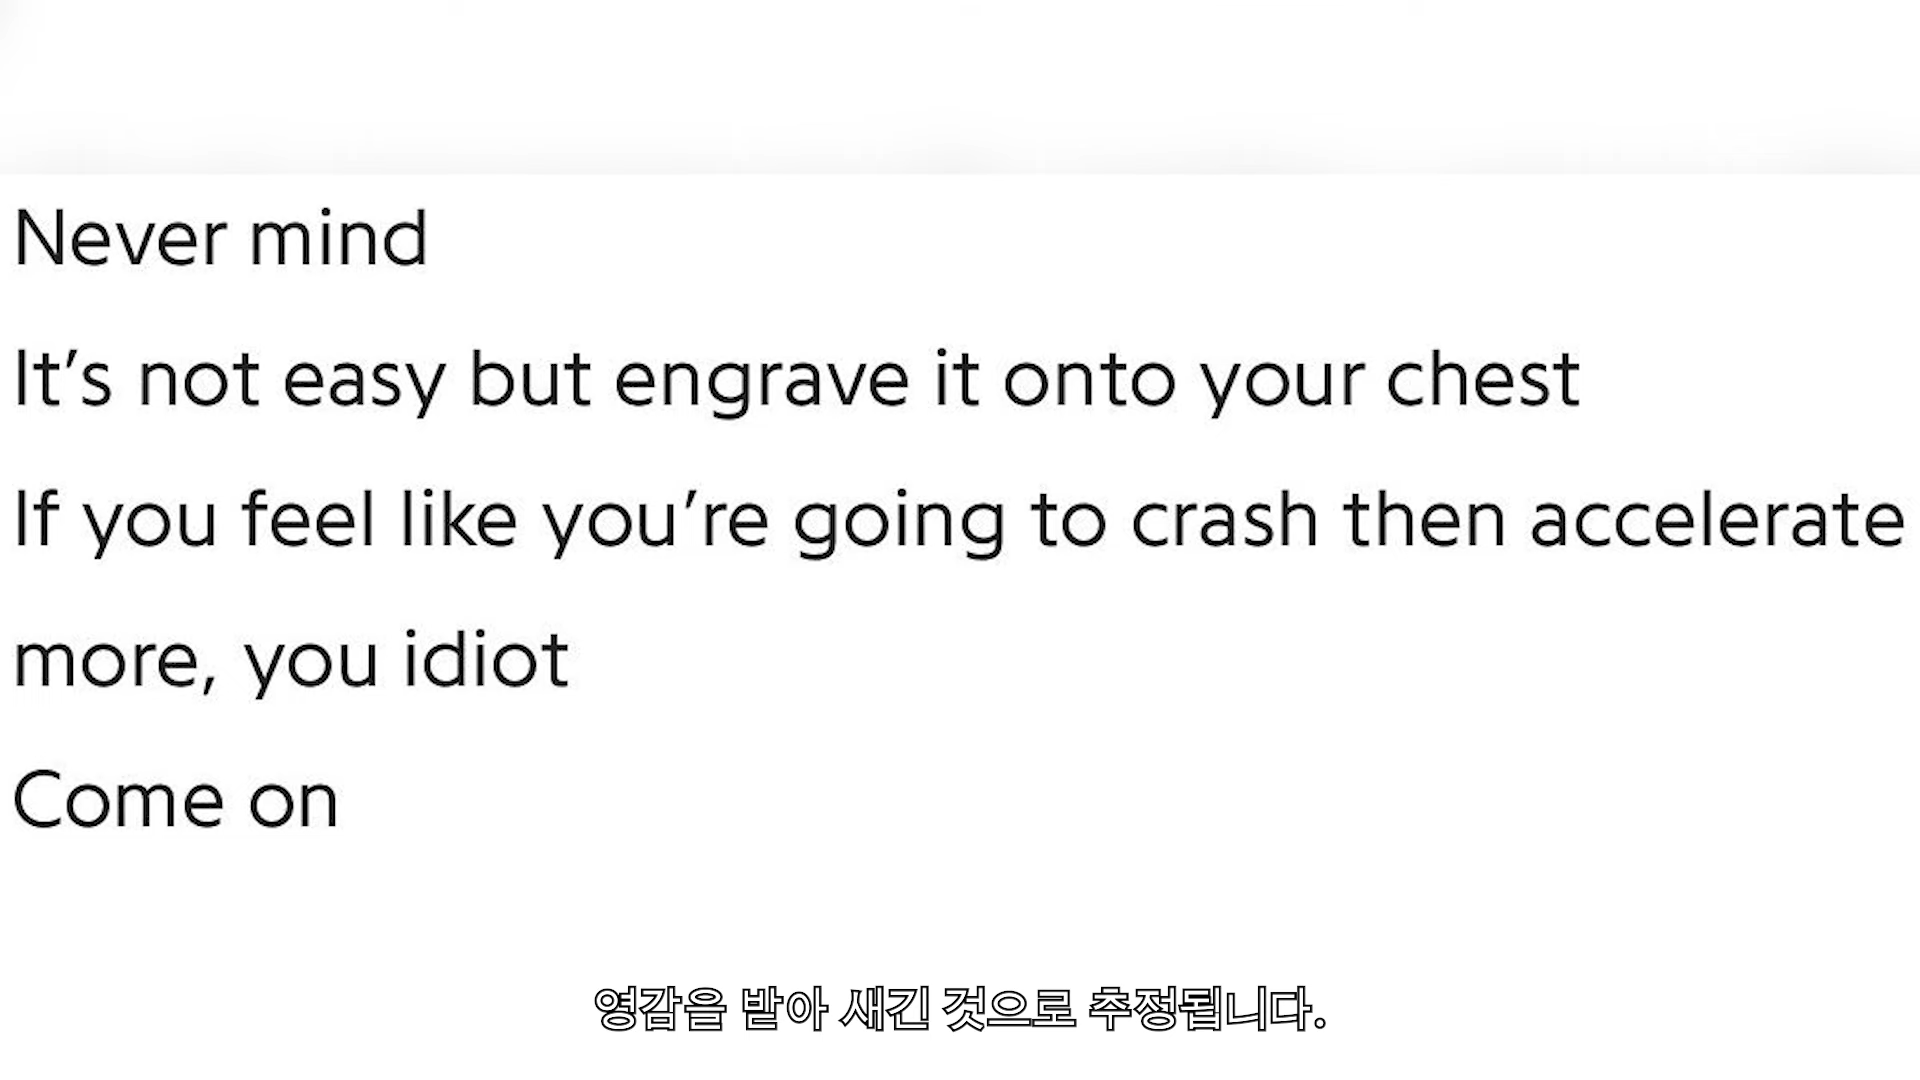 Never mind
It’s not easy but engrave it onto your chest
If you feel like you’re going to crash then accelerate
more, you idiot
Come on
영감을 받아 새긴 것으로 추정됩니다.